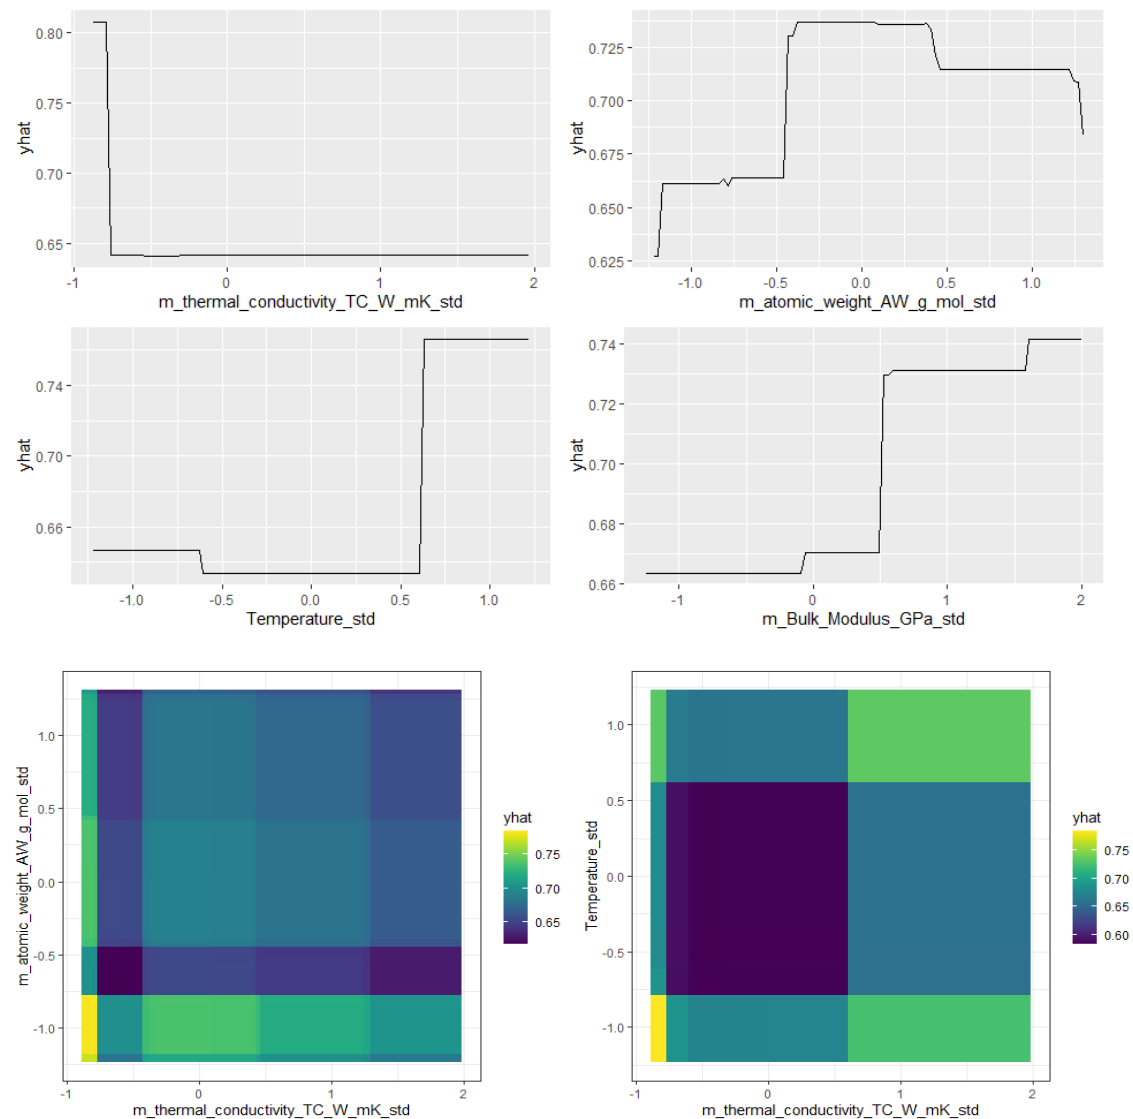 yhat
0.80
0.75
0.70
0.65
-1 0 1 2
m_thermal_conductivity_TC_W_mK_std
yhat
0.725
0.700
0.675
0.650
0.625
-1.0 -0.5 0.0 0.5 1.0
m_atomic_weight_AW_g_mol_std
yhat
0.74
0.70
0.66
-1.0 -0.5 0.0 0.5 1.0
Temperature_std
yhat
0.74
0.72
0.70
0.68
0.66
-1 0 1 2
m_Bulk_Modulus_GPa_std
m_atomic_weight_AW_g_mol_std
1.0
0.5
0.0
-0.5
-1.0
-1 0 1 2
m_thermal_conductivity_TC_W_mK_std
yhat
0.75
0.70
0.65
Temperature_std
1.0
0.5
0.0
-0.5
-1.0
-1 0 1 2
m_thermal_conductivity_TC_W_mK_std
yhat
0.75
0.70
0.65
0.60